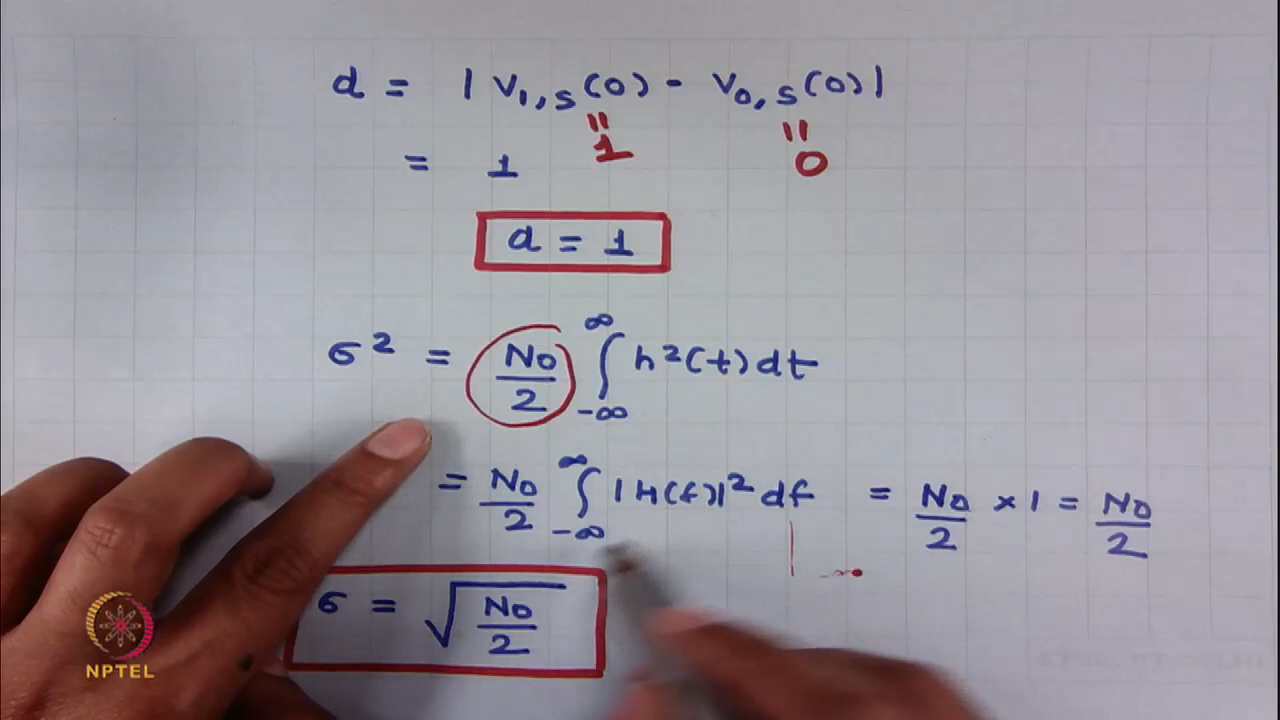 d = | V₁,ₛ(0) - V₀,ₛ(0) |
= 1 " 1 " 0
d = 1
σ² = N₀/2 ∫_{-∞}^{∞} h²(t) dt
= N₀/2 ∫_{-∞}^{∞} |H(f)|² df = N₀/2 × 1 = N₀/2
σ = √(N₀/2)
NPTEL